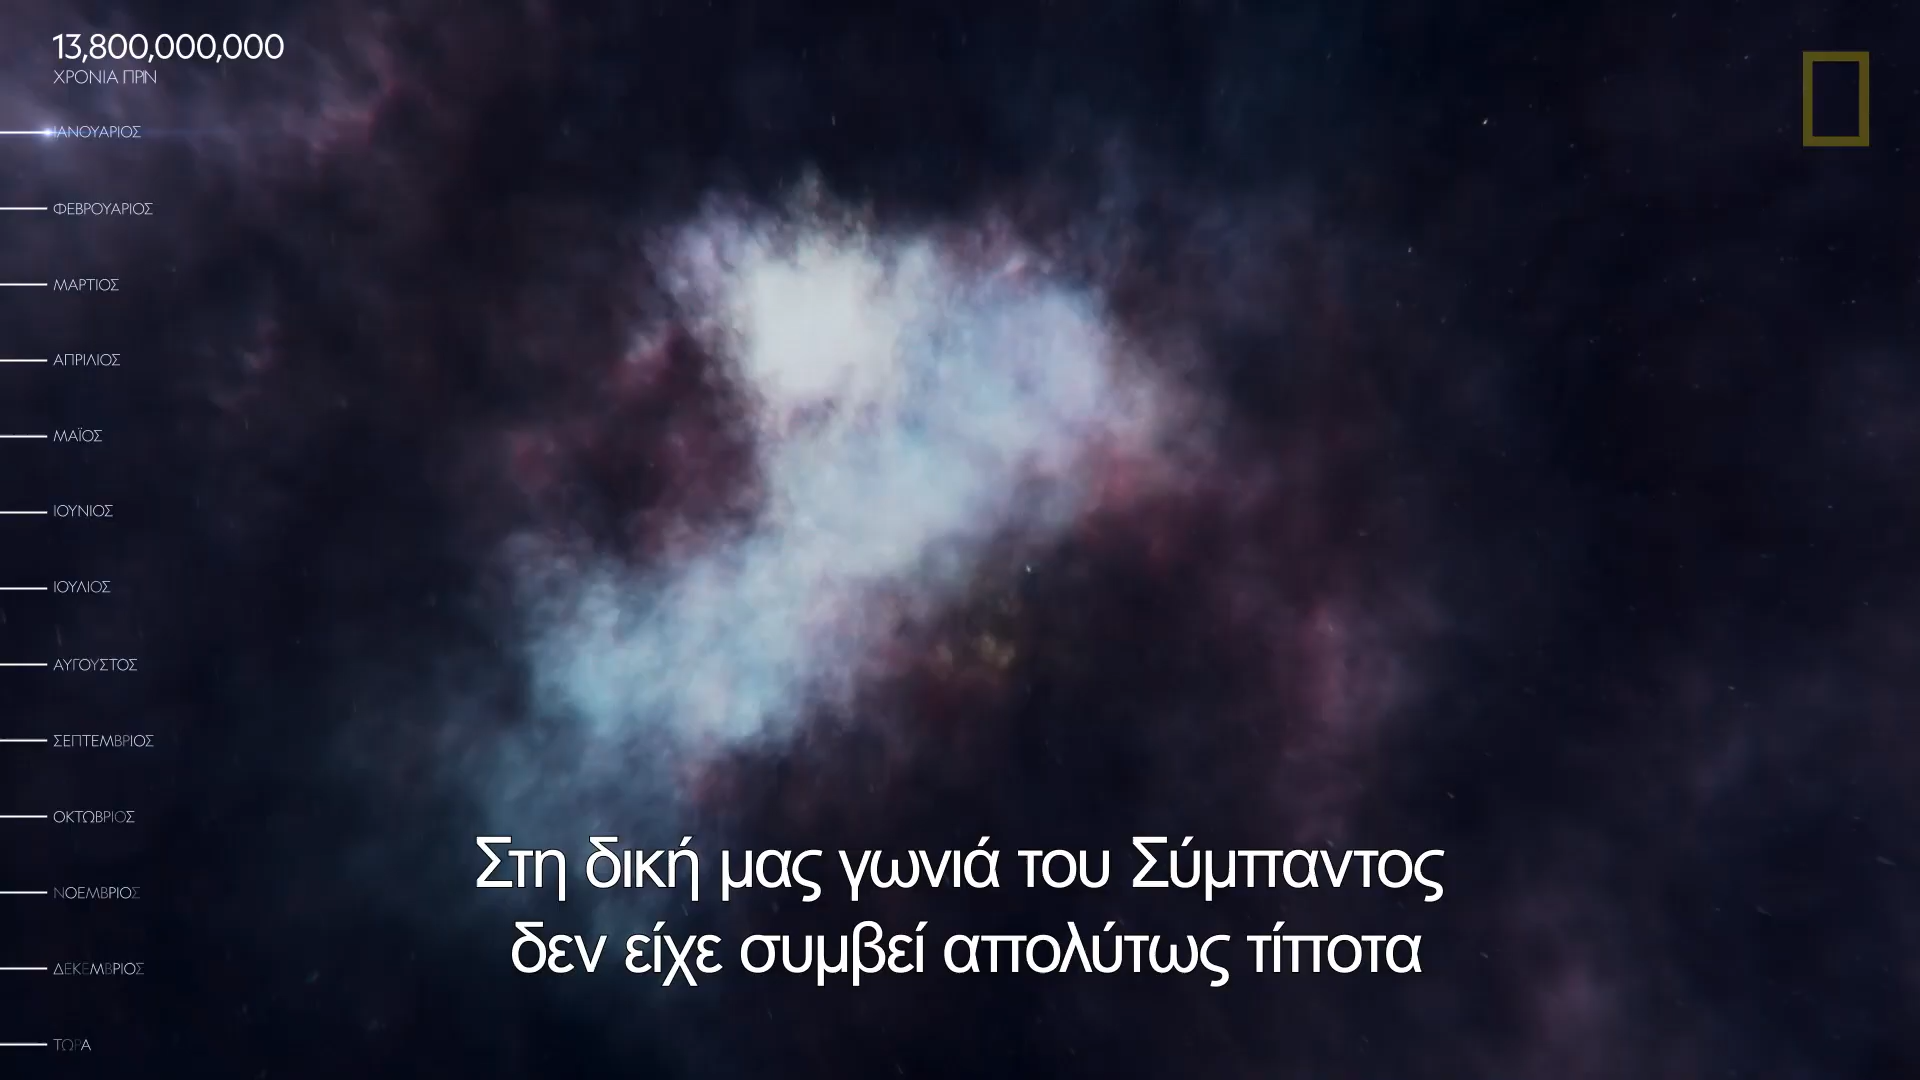 13,800,000,000
ΧΡΟΝΙΑ ΠΡΙΝ
ΙΑΝΟΥΑΡΙΟΣ
ΦΕΒΡΟΥΑΡΙΟΣ
ΜΑΡΤΙΟΣ
ΑΠΡΙΛΙΟΣ
ΜΑΪΟΣ
ΙΟΥΝΙΟΣ
ΙΟΥΛΙΟΣ
ΑΥΓΟΥΣΤΟΣ
ΣΕΠΤΕΜΒΡΙΟΣ
ΟΚΤΩΒΡΙΟΣ
ΝΟΕΜΒΡΙΟΣ
ΔΕΚΕΜΒΡΙΟΣ
ΤΩΡΑ
Στη δική μας γωνιά του Σύμπαντος
δεν είχε συμβεί απολύτως τίποτα